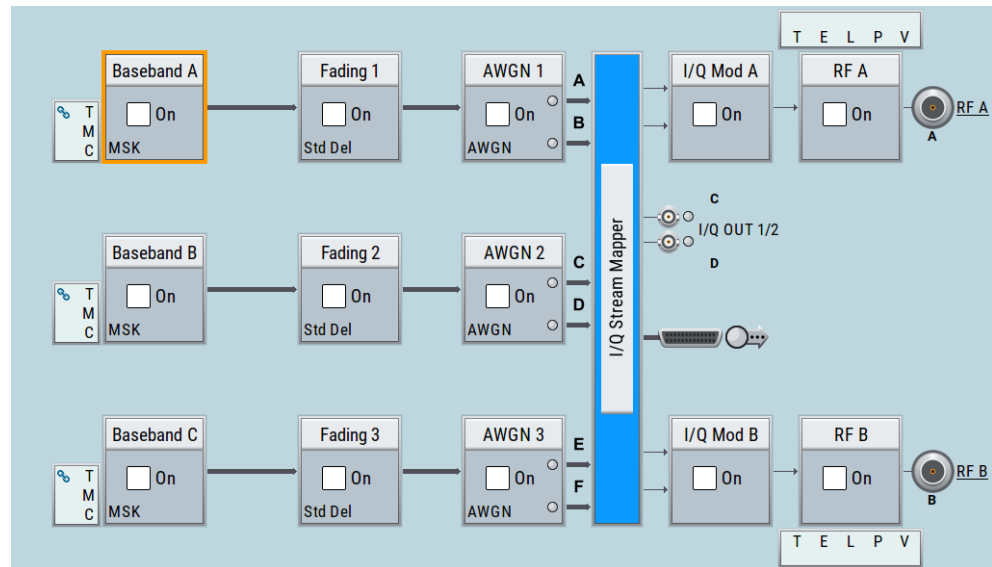 T E L P V
Baseband A
Fading 1
AWGN 1
A
I/Q Mod A
RF A
T
M
C
On
MSK
On
Std Del
On
AWGN
B
On
On
RF A
A
I/Q Stream Mapper
C
I/Q OUT 1/2
D
Baseband B
Fading 2
AWGN 2
C
T
M
C
On
MSK
On
Std Del
On
AWGN
D
Baseband C
Fading 3
AWGN 3
E
I/Q Mod B
RF B
T
M
C
On
MSK
On
Std Del
On
AWGN
F
On
On
RF B
B
T E L P V